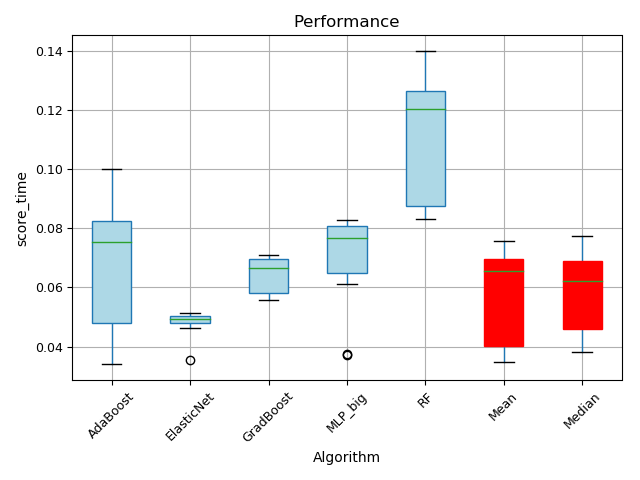 Performance
0.14
0.12
0.10
0.08
0.06
0.04
score_time
AdaBoost
ElasticNet
GradBoost
MLP_big
RF
Mean
Median
Algorithm